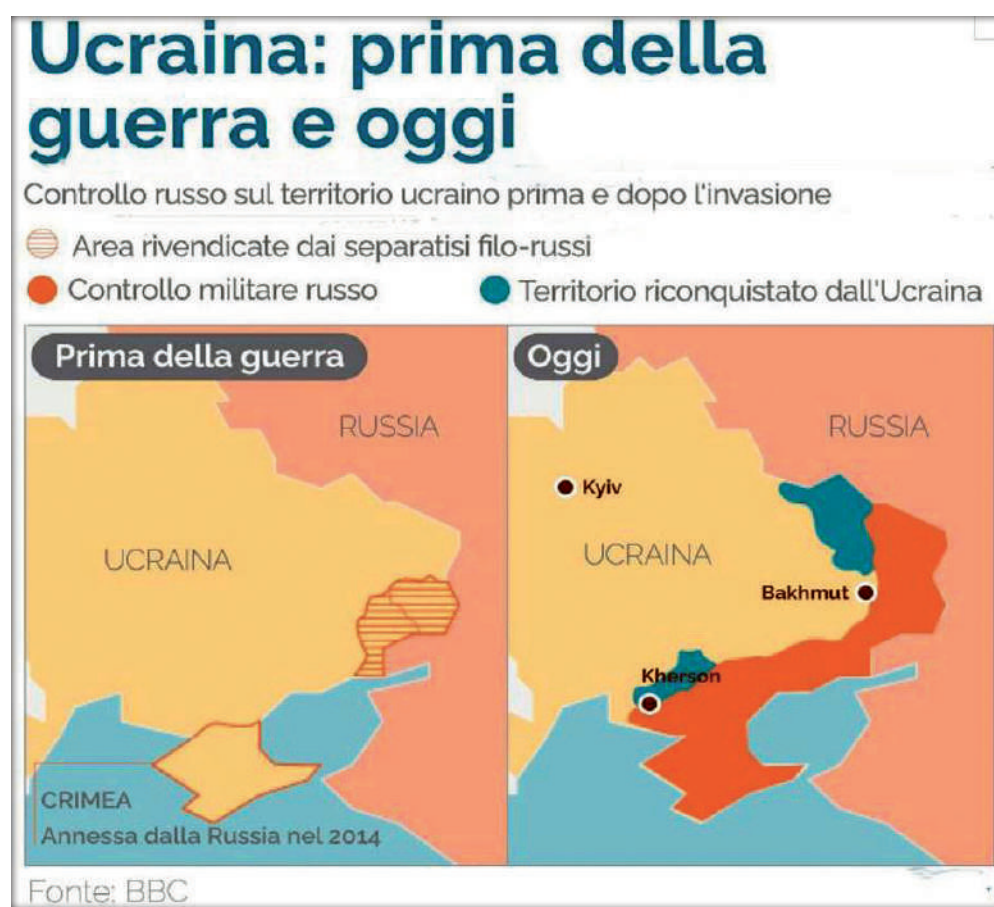 Ucraina: prima della
guerra e oggi
Controllo russo sul territorio ucraino prima e dopo l'invasione
Area rivendicate dai separatisi filo-russi
Controllo militare russo
Territorio riconquistato dall'Ucraina
Prima della guerra
RUSSIA
UCRAINA
CRIMEA
Annessa dalla Russia nel 2014
Oggi
RUSSIA
Kyiv
UCRAINA
Bakhmut
Kherson
Fonte: BBC